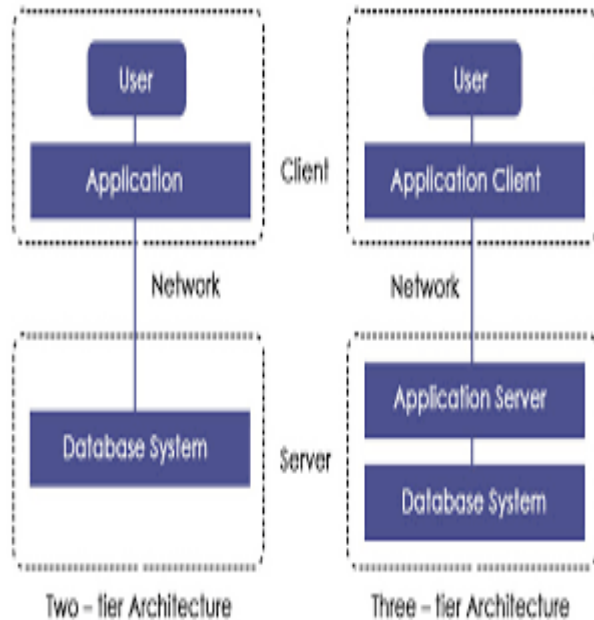 User
Application
Network
Database System
Two – tier Architecture
Client
Server
User
Application Client
Network
Application Server
Database System
Three – tier Architecture